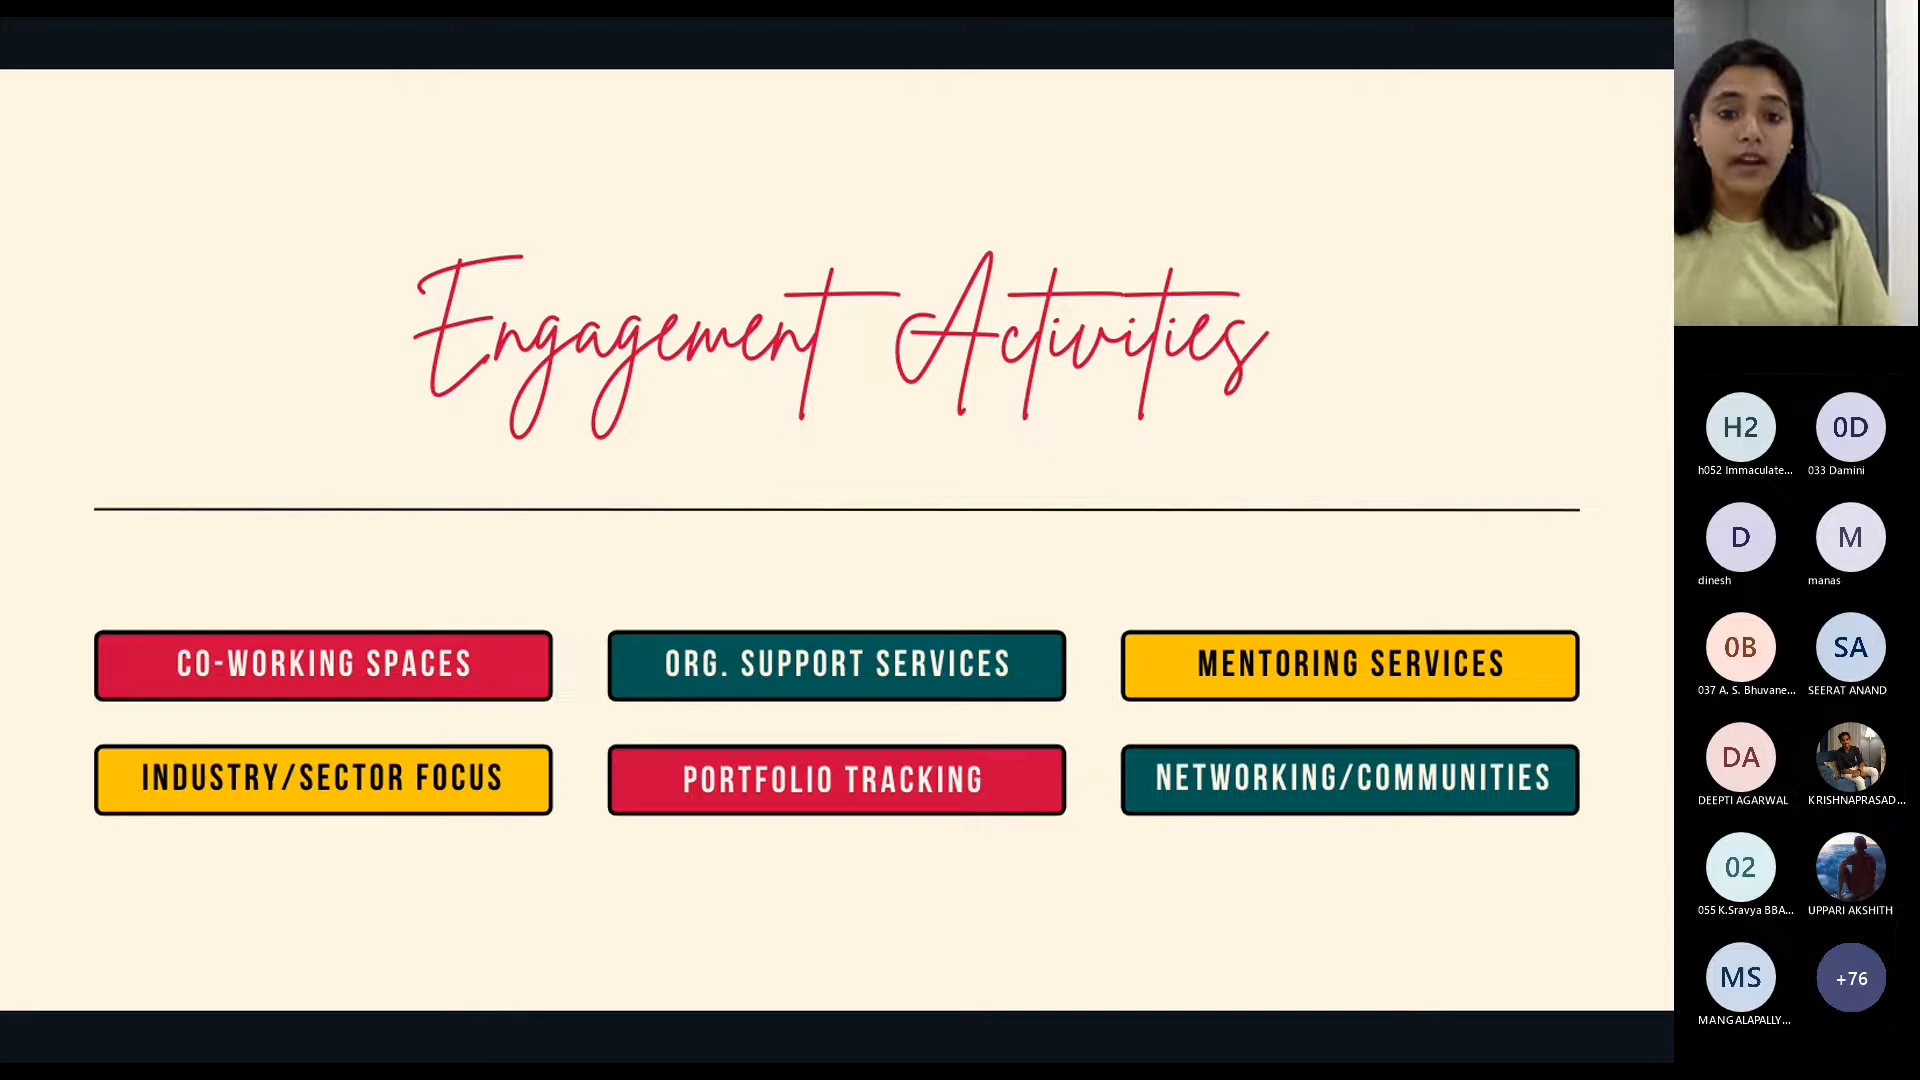 Engagement Activities
CO-WORKING SPACES
ORG. SUPPORT SERVICES
MENTORING SERVICES
INDUSTRY/SECTOR FOCUS
PORTFOLIO TRACKING
NETWORKING/COMMUNITIES
H2
0D
h052 Immaculate...
033 Damini
D
M
dinesh
manas
0B
SA
037 A. S. Bhuvane...
SEERAT ANAND
DA
DEEPTI AGARWAL
KRISHNAPRASAD...
02
055 K.Sravya BBA...
UPPARI AKSHITH
MS
+76
MANGALAPALLY...